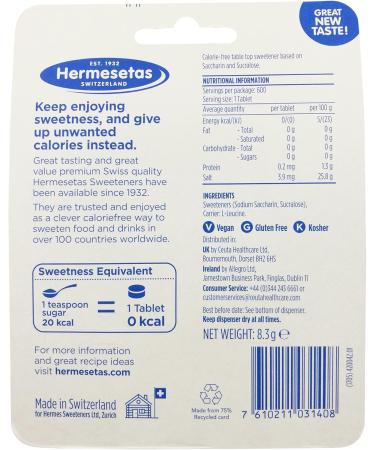 GREAT
NEW
TASTE!
EST. 1932
Hermesetas
SWITZERLAND
Keep enjoying
sweetness, and give
up unwanted
calories instead.
Great tasting and great
value premium Swiss quality
Hermesetas Sweeteners have
been available since 1932.
They are trusted and enjoyed
as a clever caloriefree way to
sweeten food and drinks in
over 100 countries worldwide.
Sweetness Equivalent
1 teaspoon
sugar
20 kcal
=
1 Tablet
0 kcal
For more information
and great recipe ideas
visit hermesetas.com
Made in Switzerland
for Hermes Sweeteners Ltd, Zurich
Calorie-free table top sweetener based on
Saccharin and Sucralose.
NUTRITIONAL INFORMATION
Servings per package: 600
Serving size: 1 Tablet
Average quantity per tablet per 100 g
Energy kcal/(kJ) 0/(0) 5/(23)
Fat - Total 0 g 0 g
- Saturated 0 g 0 g
Carbohydrate - Total 0 g 0 g
- Sugars 0 g 0 g
Protein 0.2 mg 1.3 g
Salt 3.9 mg 25.8 g
INGREDIENTS
Sweeteners (Sodium Saccharin, Sucralose),
Carrier: L-leucine.
V Vegan G Gluten Free K Kosher
Distributed in:
UK by Ceuta Healthcare Ltd,
Bournemouth, Dorset BH2 6HS
Ireland by Allegro Ltd,
Jamestown Business Park, Finglas, Dublin 11
Customer Service: +44 (0)344 243 6661 or
customerservices@ceutahealthcare.com
Best before date: See bottom of dispenser.
Keep dispenser dry at all times.
NET WEIGHT: 8.3g e
Made from 75%
Recycled card
7 610211 031408